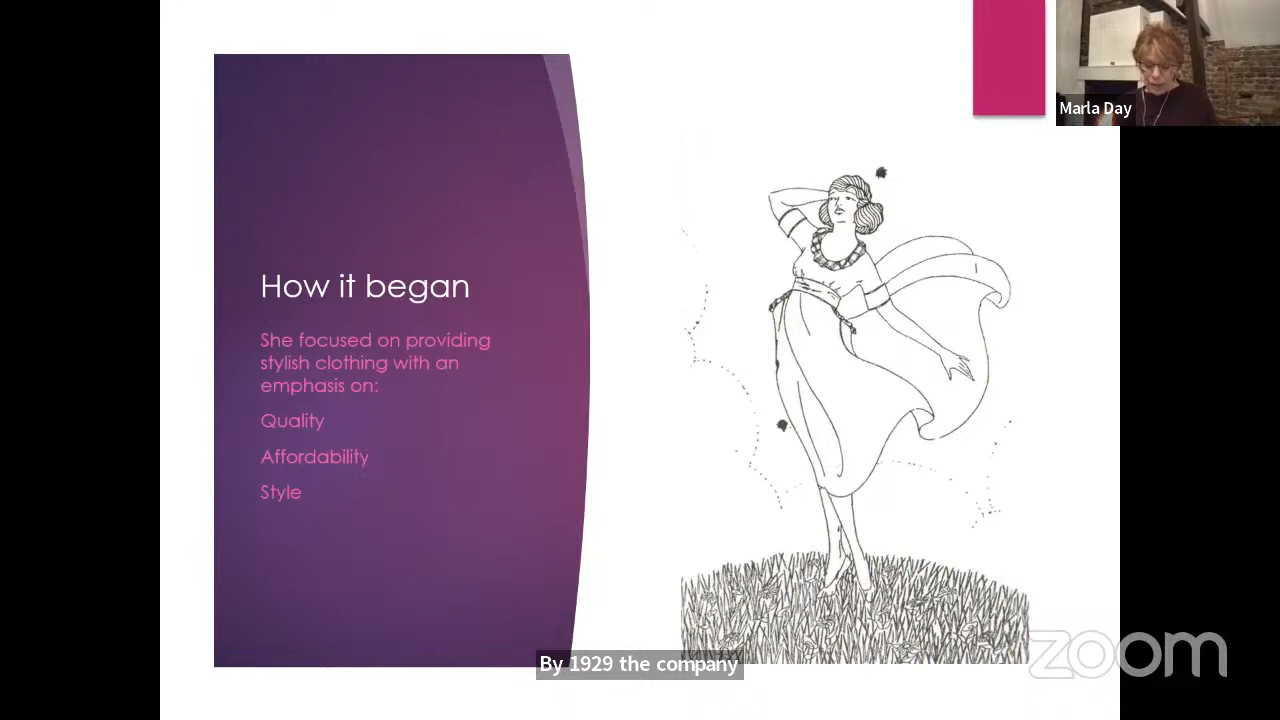 Marla Day
How it began
She focused on providing
stylish clothing with an
emphasis on:
Quality
Affordability
Style
By 1929 the company
zoom